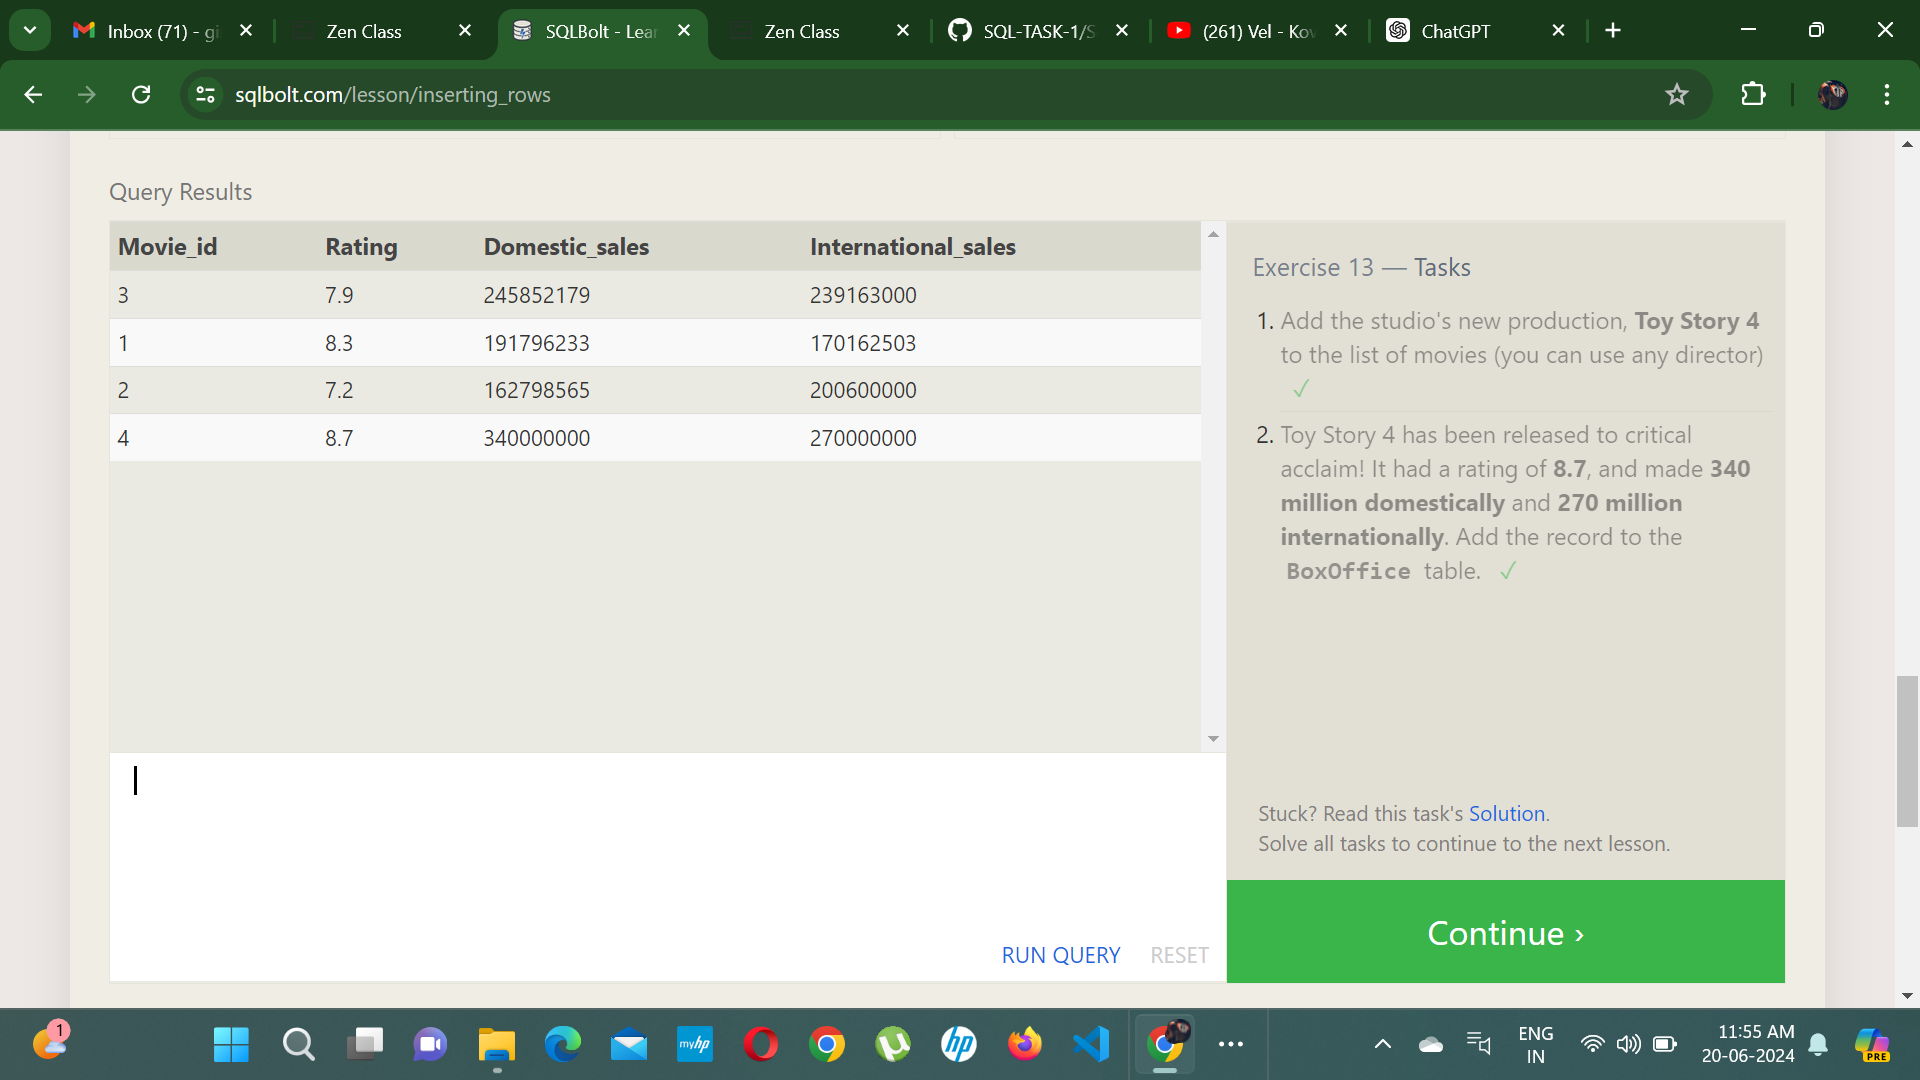 Inbox (71) - gi
Zen Class
SQLBolt - Lear
Zen Class
SQL-TASK-1/S
(261) Vel - Kov
ChatGPT
sqlbolt.com/lesson/inserting_rows
Query Results
Movie_id Rating Domestic_sales International_sales
3 7.9 245852179 239163000
1 8.3 191796233 170162503
2 7.2 162798565 200600000
4 8.7 340000000 270000000
RUN QUERY RESET
Exercise 13 — Tasks
1. Add the studio's new production, Toy Story 4
to the list of movies (you can use any director)
✓
2. Toy Story 4 has been released to critical
acclaim! It had a rating of 8.7, and made 340
million domestically and 270 million
internationally. Add the record to the
BoxOffice table. ✓
Stuck? Read this task's Solution.
Solve all tasks to continue to the next lesson.
Continue ›
1
myhp
hp
ENG
IN
11:55 AM
20-06-2024
PRE